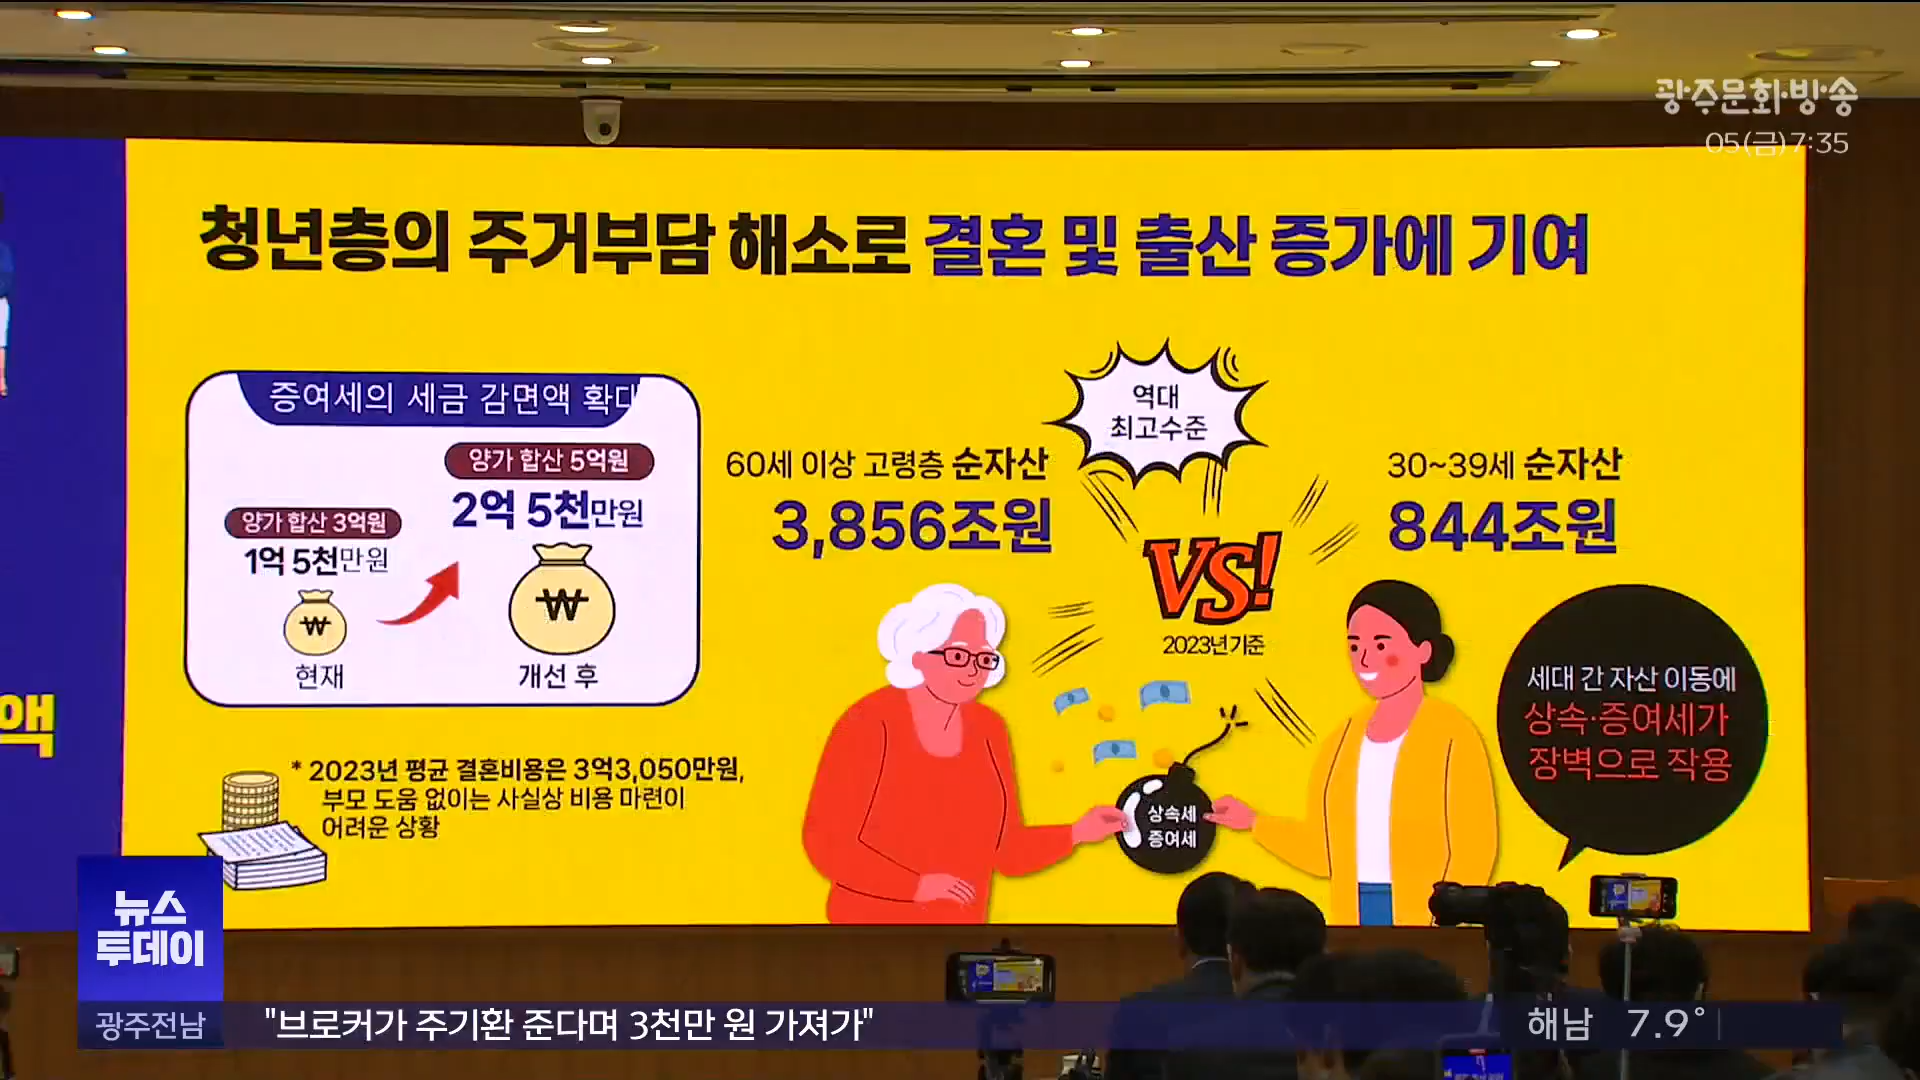 광주문화방송
05(금)7:35
청년층의 주거부담 해소로 결혼 및 출산 증가에 기여
증여세의 세금 감면액 확대
양가 합산 3억원
1억 5천만원
현재
양가 합산 5억원
2억 5천만원
개선 후
* 2023년 평균 결혼비용은 3억3,050만원,
부모 도움 없이는 사실상 비용 마련이
어려운 상황
역대
최고수준
60세 이상 고령층 순자산
3,856조원
VS!
2023년기준
30~39세 순자산
844조원
상속세
증여세
세대 간 자산 이동에
상속·증여세가
장벽으로 작용
액
뉴스
투데이
광주전남
"브로커가 주기환 준다며 3천만 원 가져가"
해남 7.9°